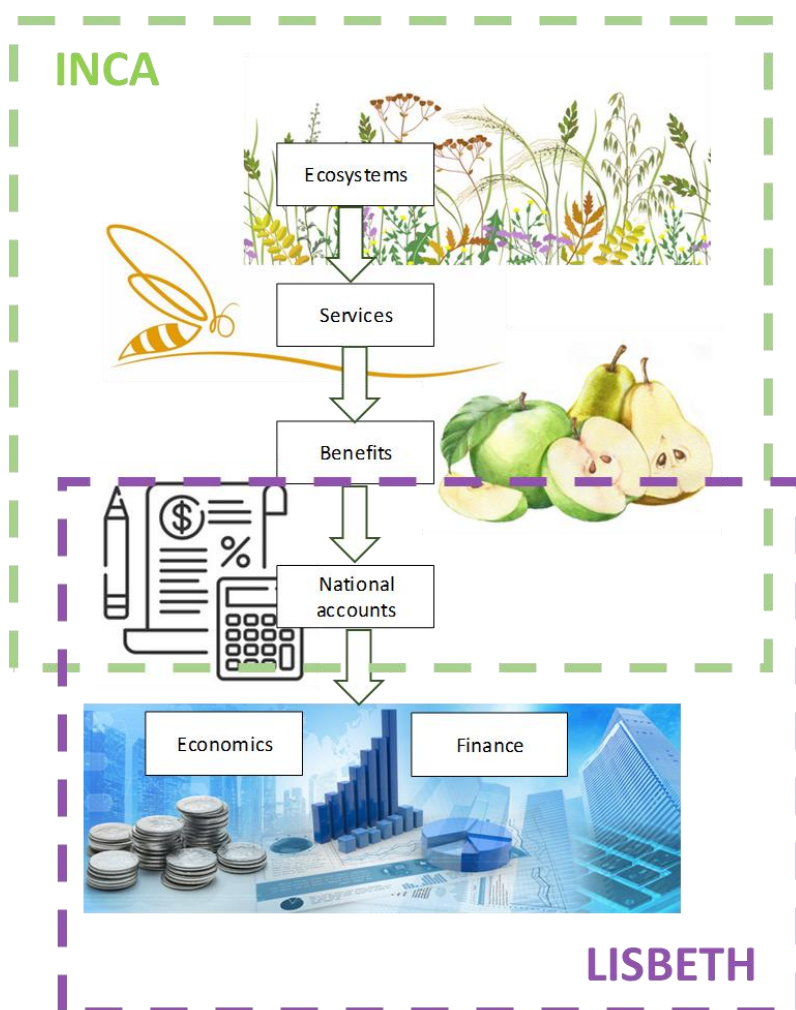 INCA
Ecosystems
Services
Benefits
$
%
National
accounts
Economics
Finance
LISBETH